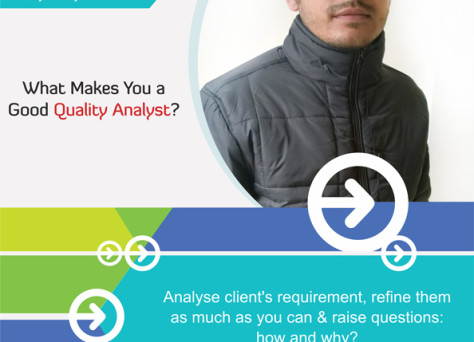 What Makes You a
Good Quality Analyst?
Analyse client's requirement, refine them
as much as you can & raise questions:
how and why?